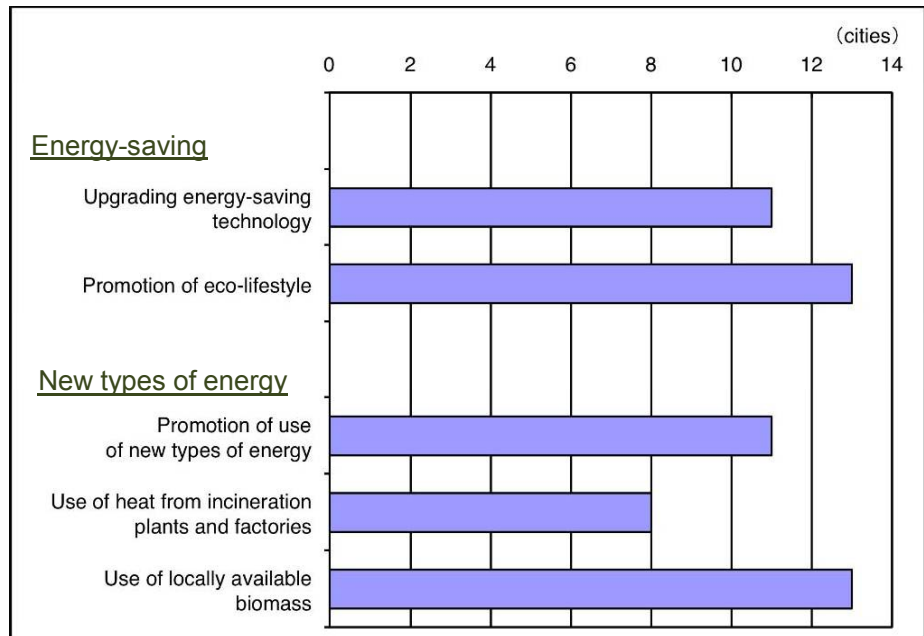 (cities)
0 2 4 6 8 10 12 14
Energy-saving
Upgrading energy-saving
technology
Promotion of eco-lifestyle
New types of energy
Promotion of use
of new types of energy
Use of heat from incineration
plants and factories
Use of locally available
biomass